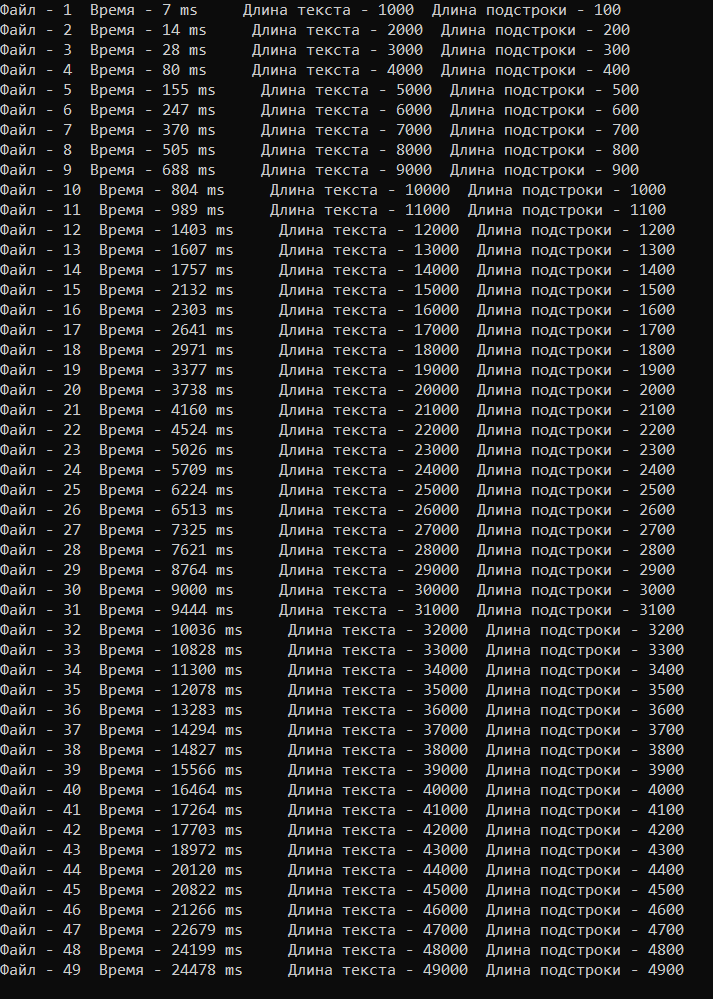 Файл - 1  Время - 7 ms     Длина текста - 1000  Длина подстроки - 100
Файл - 2  Время - 14 ms     Длина текста - 2000  Длина подстроки - 200
Файл - 3  Время - 28 ms     Длина текста - 3000  Длина подстроки - 300
Файл - 4  Время - 80 ms     Длина текста - 4000  Длина подстроки - 400
Файл - 5  Время - 155 ms     Длина текста - 5000  Длина подстроки - 500
Файл - 6  Время - 247 ms     Длина текста - 6000  Длина подстроки - 600
Файл - 7  Время - 370 ms     Длина текста - 7000  Длина подстроки - 700
Файл - 8  Время - 505 ms     Длина текста - 8000  Длина подстроки - 800
Файл - 9  Время - 688 ms     Длина текста - 9000  Длина подстроки - 900
Файл - 10  Время - 804 ms     Длина текста - 10000  Длина подстроки - 1000
Файл - 11  Время - 989 ms     Длина текста - 11000  Длина подстроки - 1100
Файл - 12  Время - 1403 ms     Длина текста - 12000  Длина подстроки - 1200
Файл - 13  Время - 1607 ms     Длина текста - 13000  Длина подстроки - 1300
Файл - 14  Время - 1757 ms     Длина текста - 14000  Длина подстроки - 1400
Файл - 15  Время - 2132 ms     Длина текста - 15000  Длина подстроки - 1500
Файл - 16  Время - 2303 ms     Длина текста - 16000  Длина подстроки - 1600
Файл - 17  Время - 2641 ms     Длина текста - 17000  Длина подстроки - 1700
Файл - 18  Время - 2971 ms     Длина текста - 18000  Длина подстроки - 1800
Файл - 19  Время - 3377 ms     Длина текста - 19000  Длина подстроки - 1900
Файл - 20  Время - 3738 ms     Длина текста - 20000  Длина подстроки - 2000
Файл - 21  Время - 4160 ms     Длина текста - 21000  Длина подстроки - 2100
Файл - 22  Время - 4524 ms     Длина текста - 22000  Длина подстроки - 2200
Файл - 23  Время - 5026 ms     Длина текста - 23000  Длина подстроки - 2300
Файл - 24  Время - 5709 ms     Длина текста - 24000  Длина подстроки - 2400
Файл - 25  Время - 6224 ms     Длина текста - 25000  Длина подстроки - 2500
Файл - 26  Время - 6513 ms     Длина текста - 26000  Длина подстроки - 2600
Файл - 27  Время - 7325 ms     Длина текста - 27000  Длина подстроки - 2700
Файл - 28  Время - 7621 ms     Длина текста - 28000  Длина подстроки - 2800
Файл - 29  Время - 8764 ms     Длина текста - 29000  Длина подстроки - 2900
Файл - 30  Время - 9000 ms     Длина текста - 30000  Длина подстроки - 3000
Файл - 31  Время - 9444 ms     Длина текста - 31000  Длина подстроки - 3100
Файл - 32  Время - 10036 ms     Длина текста - 32000  Длина подстроки - 3200
Файл - 33  Время - 10828 ms     Длина текста - 33000  Длина подстроки - 3300
Файл - 34  Время - 11300 ms     Длина текста - 34000  Длина подстроки - 3400
Файл - 35  Время - 12078 ms     Длина текста - 35000  Длина подстроки - 3500
Файл - 36  Время - 13283 ms     Длина текста - 36000  Длина подстроки - 3600
Файл - 37  Время - 14294 ms     Длина текста - 37000  Длина подстроки - 3700
Файл - 38  Время - 14827 ms     Длина текста - 38000  Длина подстроки - 3800
Файл - 39  Время - 15566 ms     Длина текста - 39000  Длина подстроки - 3900
Файл - 40  Время - 16464 ms     Длина текста - 40000  Длина подстроки - 4000
Файл - 41  Время - 17264 ms     Длина текста - 41000  Длина подстроки - 4100
Файл - 42  Время - 17703 ms     Длина текста - 42000  Длина подстроки - 4200
Файл - 43  Время - 18972 ms     Длина текста - 43000  Длина подстроки - 4300
Файл - 44  Время - 20120 ms     Длина текста - 44000  Длина подстроки - 4400
Файл - 45  Время - 20822 ms     Длина текста - 45000  Длина подстроки - 4500
Файл - 46  Время - 21266 ms     Длина текста - 46000  Длина подстроки - 4600
Файл - 47  Время - 22679 ms     Длина текста - 47000  Длина подстроки - 4700
Файл - 48  Время - 24199 ms     Длина текста - 48000  Длина подстроки - 4800
Файл - 49  Время - 24478 ms     Длина текста - 49000  Длина подстроки - 4900